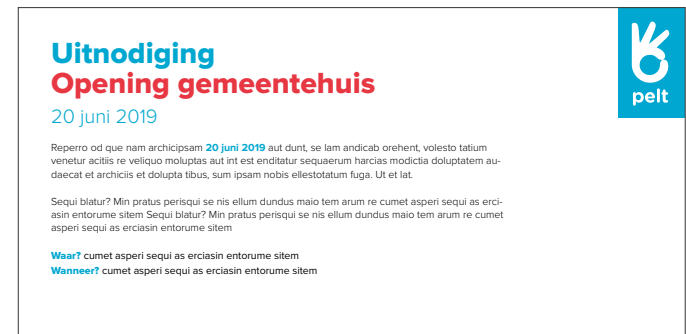 Uitnodiging
Opening gemeentehuis
20 juni 2019
pelt
Reperro od que nam archicipsam 20 juni 2019 aut dunt, se lam andicab orehent, volesto tatium
venetur acitiis re veliquo moluptas aut int est enditatur sequaerum harcias modictia doluptatem au-
daecat et archiciis et dolupta tibus, sum ipsam nobis ellestotatum fuga. Ut et lat.
Sequi blatur? Min pratus perisqui se nis ellum dundus maio tem arum re cumet asperi sequi as erci-
asin entorume sitem Sequi blatur? Min pratus perisqui se nis ellum dundus maio tem arum re cumet
asperi sequi as erciasin entorume sitem
Waar? cumet asperi sequi as erciasin entorume sitem
Wanneer? cumet asperi sequi as erciasin entorume sitem